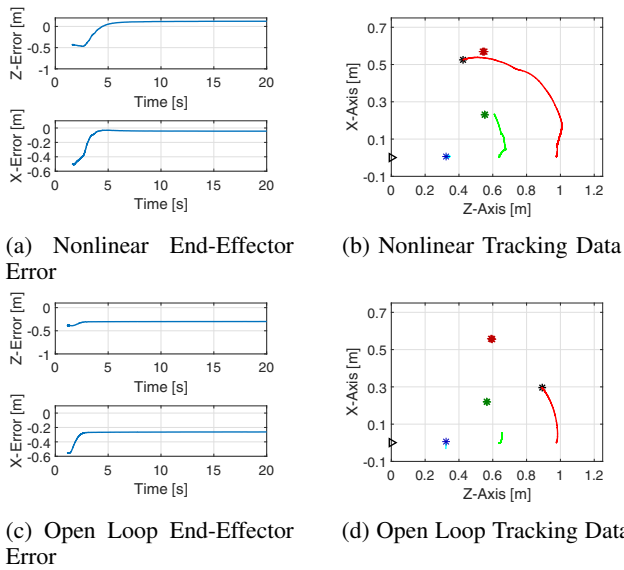 0
-0.5
-1
Z-Error [m]
0 5 10 15 20
Time [s]
0
-0.2
-0.4
-0.6
X-Error [m]
0 5 10 15 20
Time [s]
(a) Nonlinear End-Effector
Error
0.7
0.5
0.3
0.1
-0.1
X-Axis [m]
0 0.2 0.4 0.6 0.8 1 1.2
Z-Axis [m]
(b) Nonlinear Tracking Data
0
-0.5
-1
Z-Error [m]
0 5 10 15 20
Time [s]
0
-0.2
-0.4
-0.6
X-Error [m]
0 5 10 15 20
Time [s]
(c) Open Loop End-Effector
Error
0.7
0.5
0.3
0.1
-0.1
X-Axis [m]
0 0.2 0.4 0.6 0.8 1 1.2
Z-Axis [m]
(d) Open Loop Tracking Data